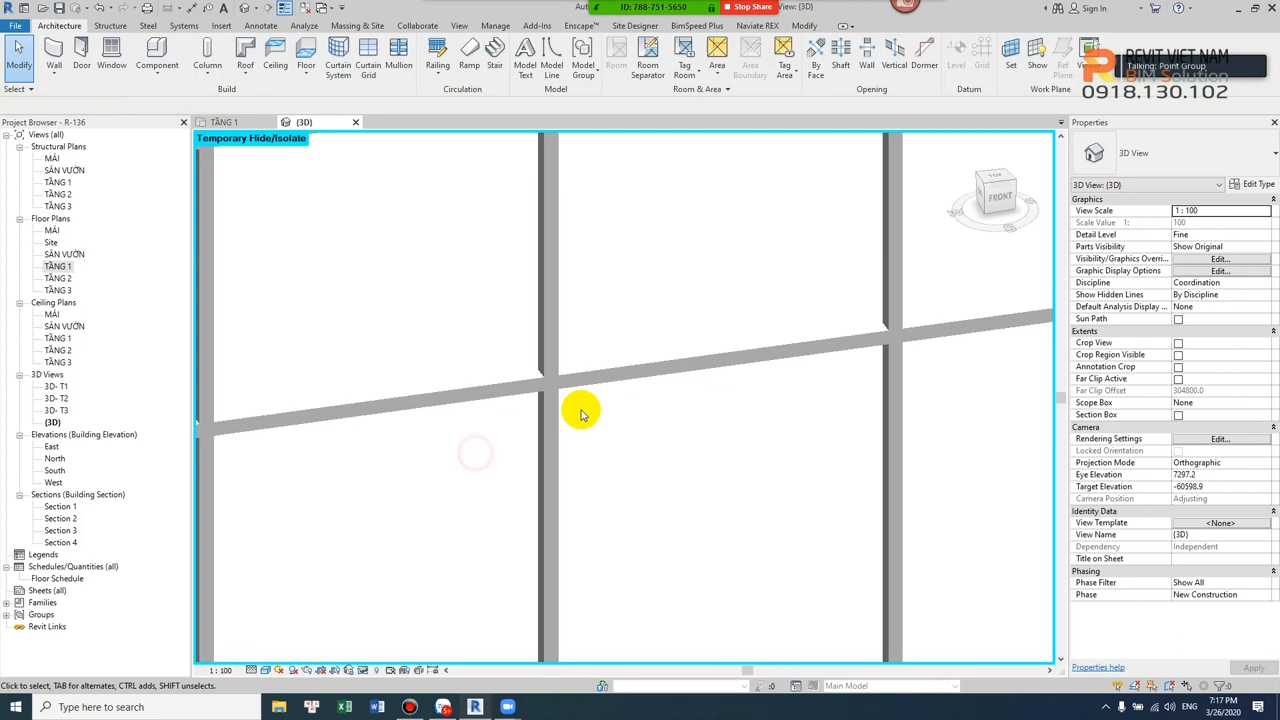 Auto
ID: 788-751-5650
Stop Share
View: {3D}
Sign In
File
Architecture
Structure
Steel
Systems
Insert
Annotate
Analyze
Massing & Site
Collaborate
View
Manage
Add-Ins
Enscape™
Site Designer
BimSpeed Plus
Naviate REX
Modify
Modify
Wall
Door
Window
Component
Column
Roof
Ceiling
Floor
Curtain System
Curtain Grid
Mullion
Railing
Ramp
Stair
Model Text
Model Line
Model Group
Room
Room Separator
Tag Room
Area
Area Boundary
Tag Area
By Face
Shaft
Wall
Vertical
Dormer
Level
Grid
Set
Show
Ref Plane
Viewer
Select
Build
Circulation
Model
Room & Area
Opening
Datum
Work Plane
REVIT VIET NAM
BIM Solution
Talking: Point Group
0918.130.102
Project Browser - R-136
Views (all)
Structural Plans
MÁI
SÂN VƯỜN
TẦNG 1
TẦNG 2
TẦNG 3
Floor Plans
MÁI
Site
SÂN VƯỜN
TẦNG 1
TẦNG 2
TẦNG 3
Ceiling Plans
MÁI
SÂN VƯỜN
TẦNG 1
TẦNG 2
TẦNG 3
3D Views
3D- T1
3D- T2
3D- T3
{3D}
Elevations (Building Elevation)
East
North
South
West
Sections (Building Section)
Section 1
Section 2
Section 3
Section 4
Legends
Schedules/Quantities (all)
Floor Schedule
Sheets (all)
Families
Groups
Revit Links
TẦNG 1
{3D}
Temporary Hide/Isolate
TOP
FRONT
1 : 100
Properties
3D View
3D View: {3D}
Edit Type
Graphics
View Scale 1 : 100
Scale Value 1: 100
Detail Level Fine
Parts Visibility Show Original
Visibility/Graphics Overri... Edit...
Graphic Display Options Edit...
Discipline Coordination
Show Hidden Lines By Discipline
Default Analysis Display ... None
Sun Path
Extents
Crop View
Crop Region Visible
Annotation Crop
Far Clip Active
Far Clip Offset 304800.0
Scope Box None
Section Box
Camera
Rendering Settings Edit...
Locked Orientation
Projection Mode Orthographic
Eye Elevation 7297.2
Target Elevation -60598.9
Camera Position Adjusting
Identity Data
View Template <None>
View Name {3D}
Dependency Independent
Title on Sheet
Phasing
Phase Filter Show All
Phase New Construction
Properties help
Apply
Click to select, TAB for alternates, CTRL adds, SHIFT unselects.
:0
Main Model
:0
Type here to search
ENG
7:17 PM
3/26/2020